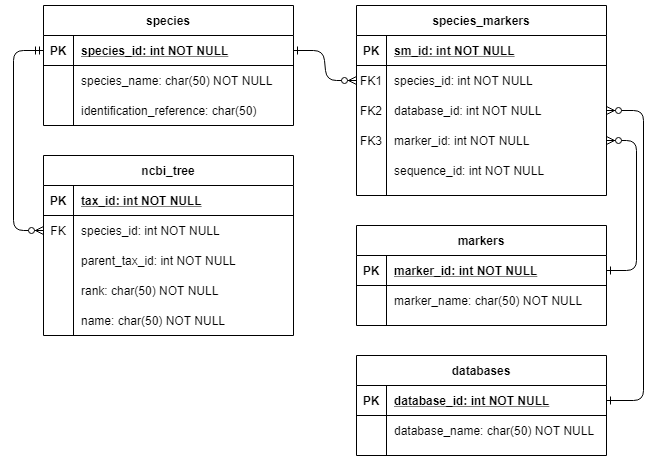 species
PK species_id: int NOT NULL
species_name: char(50) NOT NULL
identification_reference: char(50)
ncbi_tree
PK tax_id: int NOT NULL
FK species_id: int NOT NULL
parent_tax_id: int NOT NULL
rank: char(50) NOT NULL
name: char(50) NOT NULL
species_markers
PK sm_id: int NOT NULL
FK1 species_id: int NOT NULL
FK2 database_id: int NOT NULL
FK3 marker_id: int NOT NULL
sequence_id: int NOT NULL
markers
PK marker_id: int NOT NULL
marker_name: char(50) NOT NULL
databases
PK database_id: int NOT NULL
database_name: char(50) NOT NULL